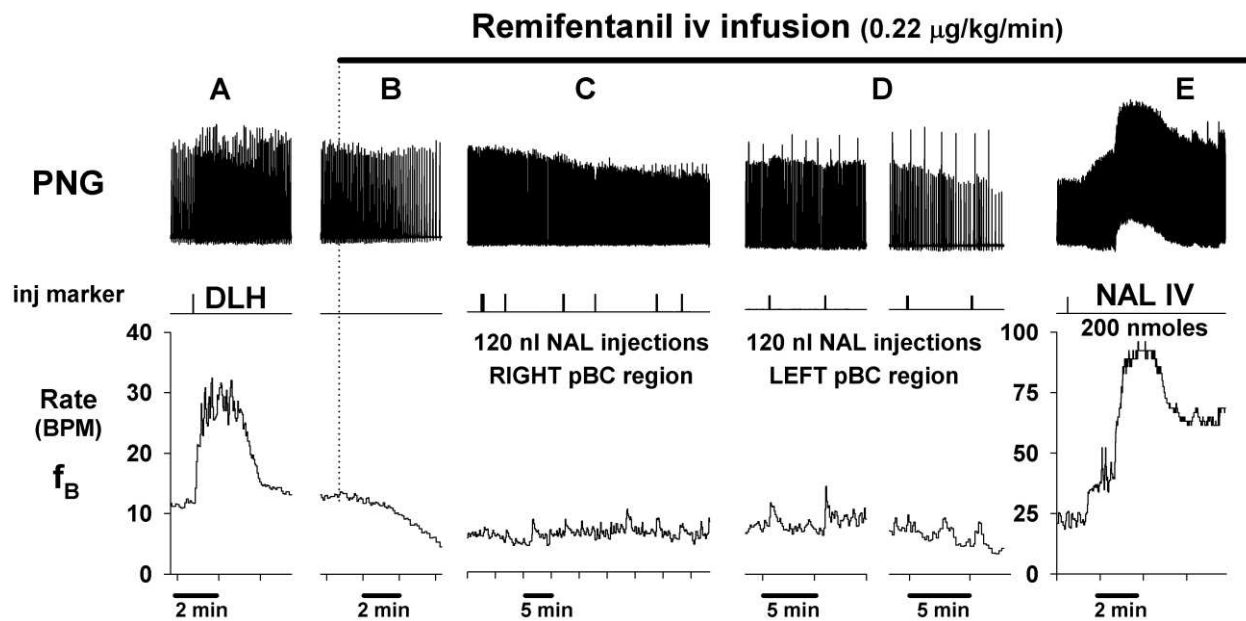 Remifentanil iv infusion (0.22 μg/kg/min)
A B C D E
PNG
inj marker DLH NAL IV
200 nmoles
120 nl NAL injections
RIGHT pBC region
120 nl NAL injections
LEFT pBC region
Rate
(BPM)
fB
40
30
20
10
0
100
75
50
25
0
2 min 2 min 5 min 5 min 5 min 2 min